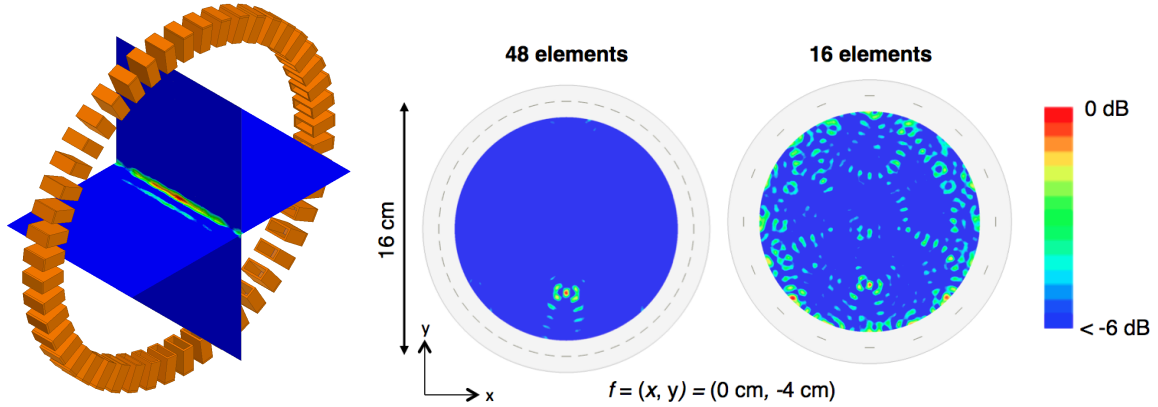 48 elements
16 elements
16 cm
y
x
f = (x, y) = (0 cm, -4 cm)
0 dB
< -6 dB